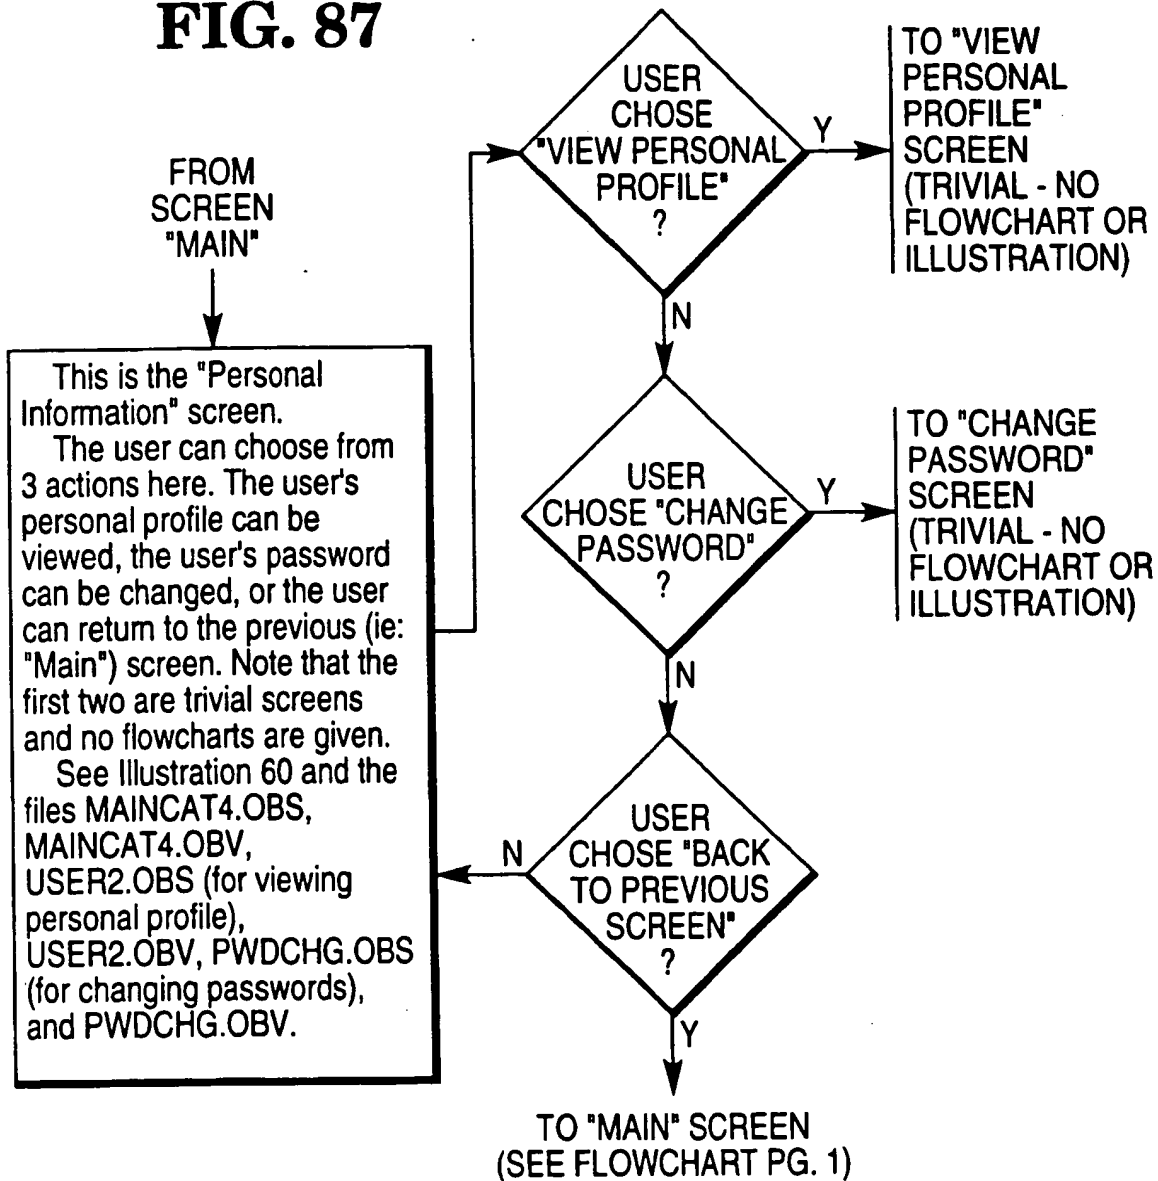 FIG. 87
FROM
SCREEN
"MAIN"
This is the "Personal
Information" screen.
The user can choose from
3 actions here. The user's
personal profile can be
viewed, the user's password
can be changed, or the user
can return to the previous (ie:
"Main") screen. Note that the
first two are trivial screens
and no flowcharts are given.
See Illustration 60 and the
files MAINCAT4.OBS,
MAINCAT4.OBV,
USER2.OBS (for viewing
personal profile),
USER2.OBV, PWDCHG.OBS
(for changing passwords),
and PWDCHG.OBV.
USER
CHOSE
"VIEW PERSONAL
PROFILE"
?
Y
TO "VIEW
PERSONAL
PROFILE"
SCREEN
(TRIVIAL - NO
FLOWCHART OR
ILLUSTRATION)
N
USER
CHOSE "CHANGE
PASSWORD"
?
Y
TO "CHANGE
PASSWORD"
SCREEN
(TRIVIAL - NO
FLOWCHART OR
ILLUSTRATION)
N
USER
CHOSE "BACK
TO PREVIOUS
SCREEN"
?
N
Y
TO "MAIN" SCREEN
(SEE FLOWCHART PG. 1)